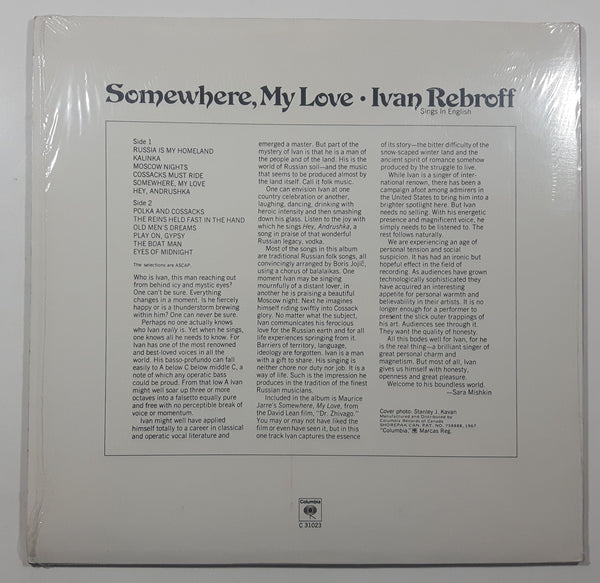 Somewhere, My Love • Ivan Rebroff
Sings In English
Side 1
RUSSIA IS MY HOMELAND
KALINKA
MOSCOW NIGHTS
COSSACKS MUST RIDE
SOMEWHERE, MY LOVE
HEY, ANDRUSHKA
Side 2
POLKA AND COSSACKS
THE REINS HELD FAST IN THE HAND
OLD MEN'S DREAMS
PLAY ON, GYPSY
THE BOAT MAN
EYES OF MIDNIGHT
The selections are ASCAP.
Who is Ivan, this man reaching out
from behind icy and mystic eyes?
One can't be sure. Everything
changes in a moment. Is he fiercely
happy or is a thunderstorm brewing
within him? One can never be sure.
Perhaps no one actually knows
who Ivan really is. Yet when he sings,
one knows all he needs to know. For
Ivan has one of the most renowned
and best-loved voices in all the
world. His basso-profundo can fall
easily to A below C below middle C, a
note of which any operatic bass
could be proud. From that low A Ivan
might well soar up three or more
octaves into a falsetto equally pure
and free with no perceptible break of
voice or momentum.
Ivan might well have applied
himself totally to a career in classical
and operatic vocal literature and
emerged a master. But part of the
mystery of Ivan is that he is a man
of the people and of the land. His is the
world of Russian soil—and the music
that seems to be produced almost by
the land itself. Call it folk music.
One can envision Ivan at one
country celebration or another,
laughing, dancing, drinking with
heroic intensity and then smashing
down his glass. Listen to the joy with
which he sings Hey, Andrushka, a
song in praise of that wonderful
Russian legacy, vodka.
Most of the songs in this album
are traditional Russian folk songs, all
convincingly arranged by Boris Jojić,
using a chorus of balalaikas. One
moment Ivan may be singing
mournfully of a distant lover, in
another he is praising a beautiful
Moscow night. Next he imagines
himself riding swiftly into Cossack
glory. No matter what the subject,
Ivan communicates his ferocious
love for the Russian earth and for all
life experiences springing from it.
Barriers of territory, language,
ideology are forgotten. Ivan is a man
with a gift to share. His singing is
neither chore nor duty nor job. It is a
way of life. Such is the impression he
produces in the tradition of the finest
Russian musicians.
Included in the album is Maurice
Jarre's Somewhere, My Love, from
the David Lean film, "Dr. Zhivago."
You may or may not have liked the
film or even have seen it, but in this
one track Ivan captures the essence
of its story—the bitter difficulty of the
snow-scaped winter land and the
ancient spirit of romance somehow
produced by the struggle to live.
While Ivan is a singer of inter-
national renown, there has been a
campaign afoot among admirers in
the United States to bring him into a
brighter spotlight here. But Ivan
needs no selling. With his energetic
presence and magnificent voice, he
simply needs to be listened to. The
rest follows naturally.
We are experiencing an age of
personal tension and social
suspicion. It has had an ironic but
hopeful effect in the field of
recording. As audiences have grown
technologically sophisticated they
have acquired an interesting
appetite for personal warmth and
believability in their artists. It is no
longer enough for a performer to
present the slick outer trappings of
his art. Audiences see through it.
They want the quality of honesty.
All this bodes well for Ivan, for he
is the real thing—a brilliant singer of
great personal charm and
magnetism. But most of all, Ivan
gives us himself with honesty,
openness and great pleasure.
Welcome to his boundless world.
—Sara Mishkin
Cover photo: Stanley J. Kavan
Manufactured and Distributed by
Columbia Records of Canada
SHOREPAK CAN. PAT. NO. 758888, 1967
"Columbia," Marcas Reg.
Columbia
C 31023